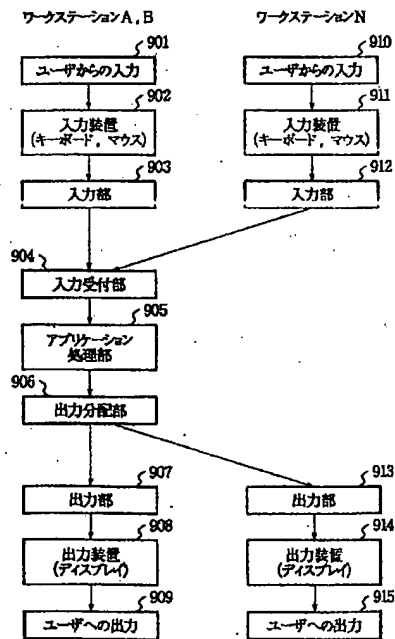 ワークステーションA,B
ワークステーションN
901
ユーザからの入力
910
ユーザからの入力
902
入力装置
(キーボード,マウス)
911
入力装置
(キーボード,マウス)
903
入力部
912
入力部
904
入力受付部
905
アプリケーション
処理部
906
出力分配部
907
出力部
913
出力部
908
出力装置
(ディスプレイ)
914
出力装置
(ディスプレイ)
909
ユーザへの出力
915
ユーザへの出力